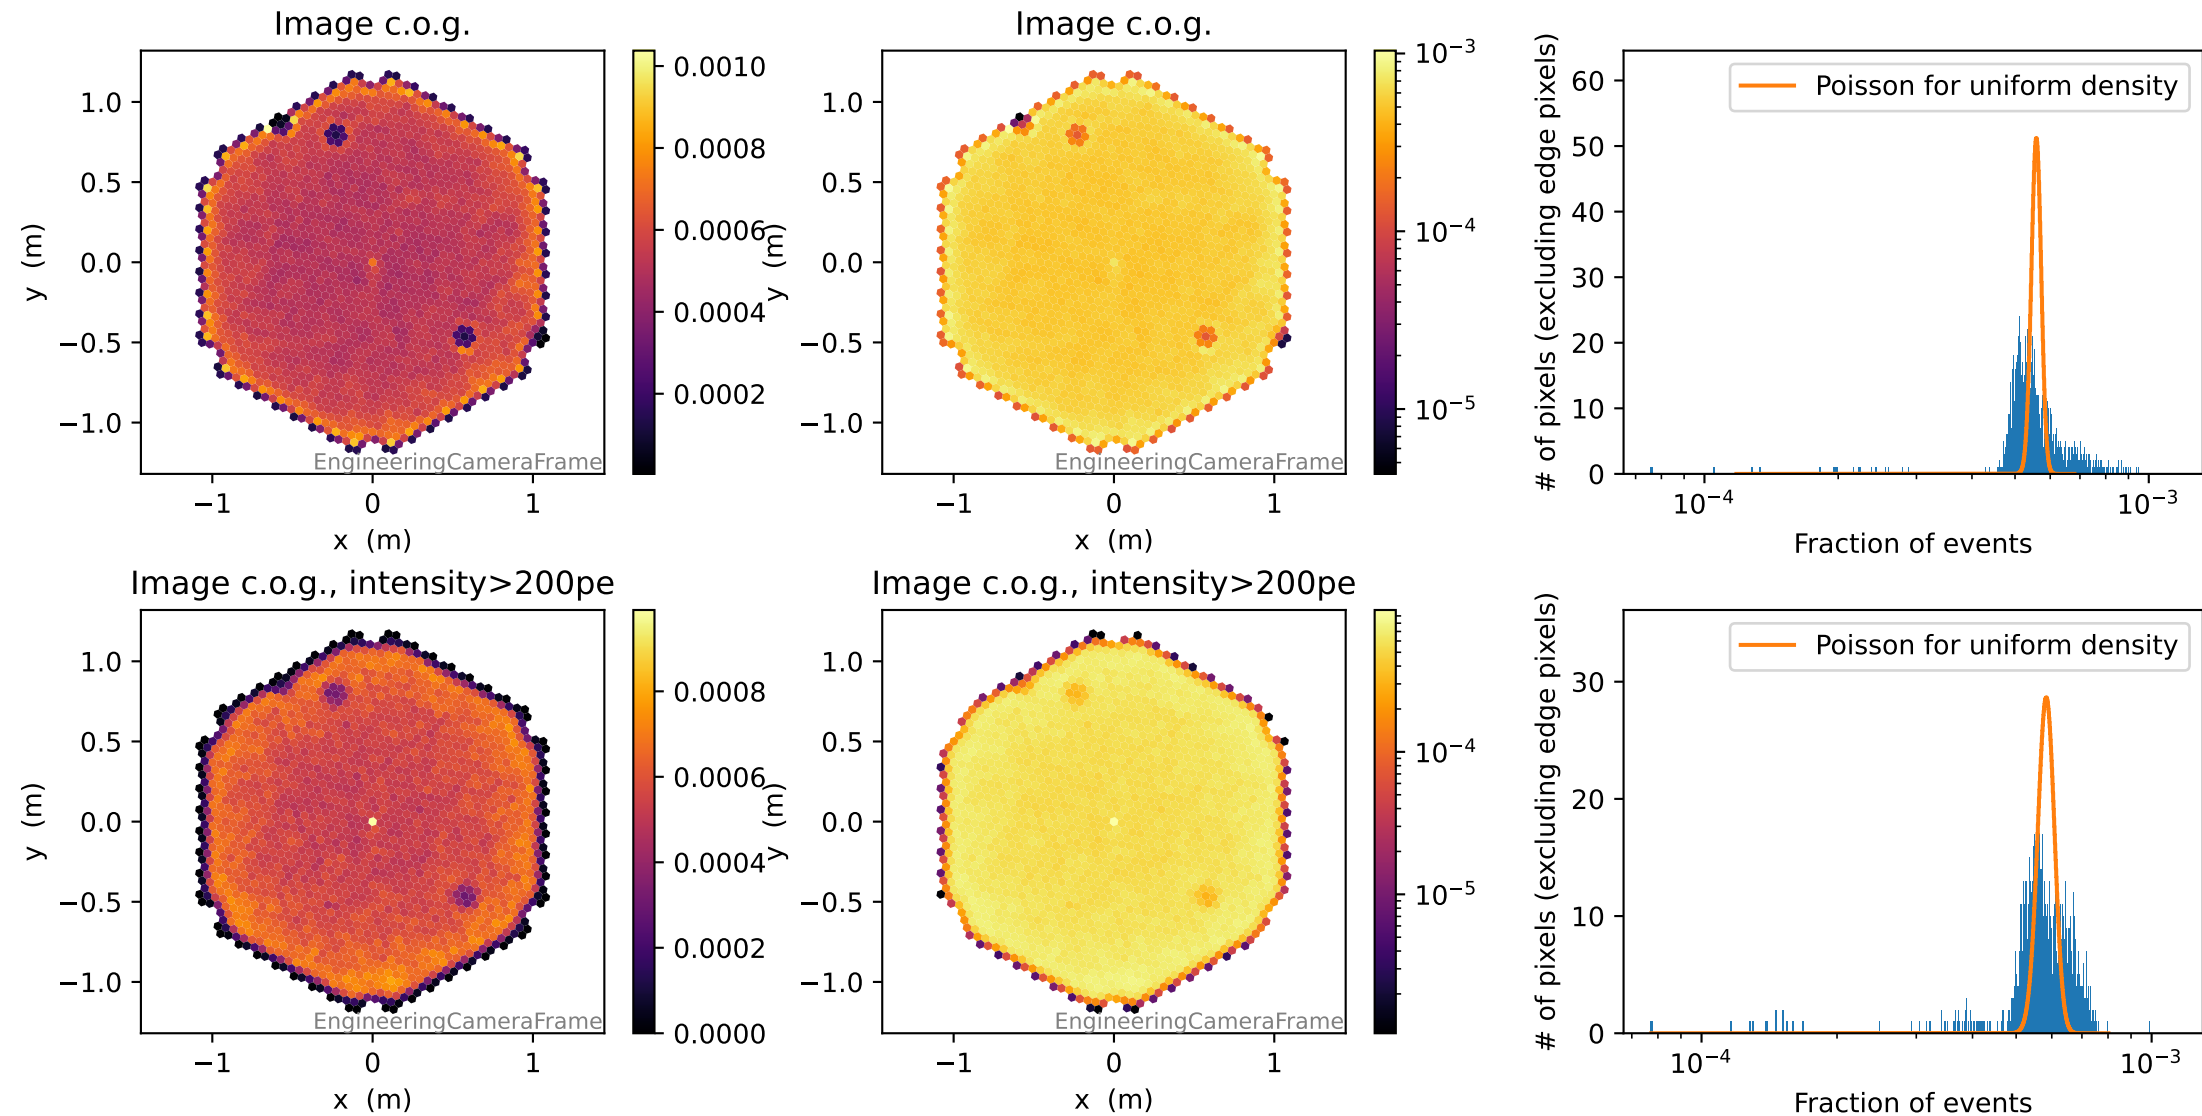 Image c.o.g.
1.0
0.5
0.0
−0.5
−1.0
y (m)
−1
0
1
x (m)
EngineeringCameraFrame
0.0010
0.0008
0.0006
0.0004
0.0002
Image c.o.g.
1.0
0.5
0.0
−0.5
−1.0
y (m)
−1
0
1
x (m)
EngineeringCameraFrame
10⁻³
10⁻⁴
10⁻⁵
Poisson for uniform density
60
50
40
30
20
10
0
# of pixels (excluding edge pixels)
10⁻⁴
10⁻³
Fraction of events
Image c.o.g., intensity>200pe
1.0
0.5
0.0
−0.5
−1.0
y (m)
−1
0
1
x (m)
EngineeringCameraFrame
0.0008
0.0006
0.0004
0.0002
0.0000
Image c.o.g., intensity>200pe
1.0
0.5
0.0
−0.5
−1.0
y (m)
−1
0
1
x (m)
EngineeringCameraFrame
10⁻⁴
10⁻⁵
Poisson for uniform density
30
20
10
0
# of pixels (excluding edge pixels)
10⁻⁴
10⁻³
Fraction of events